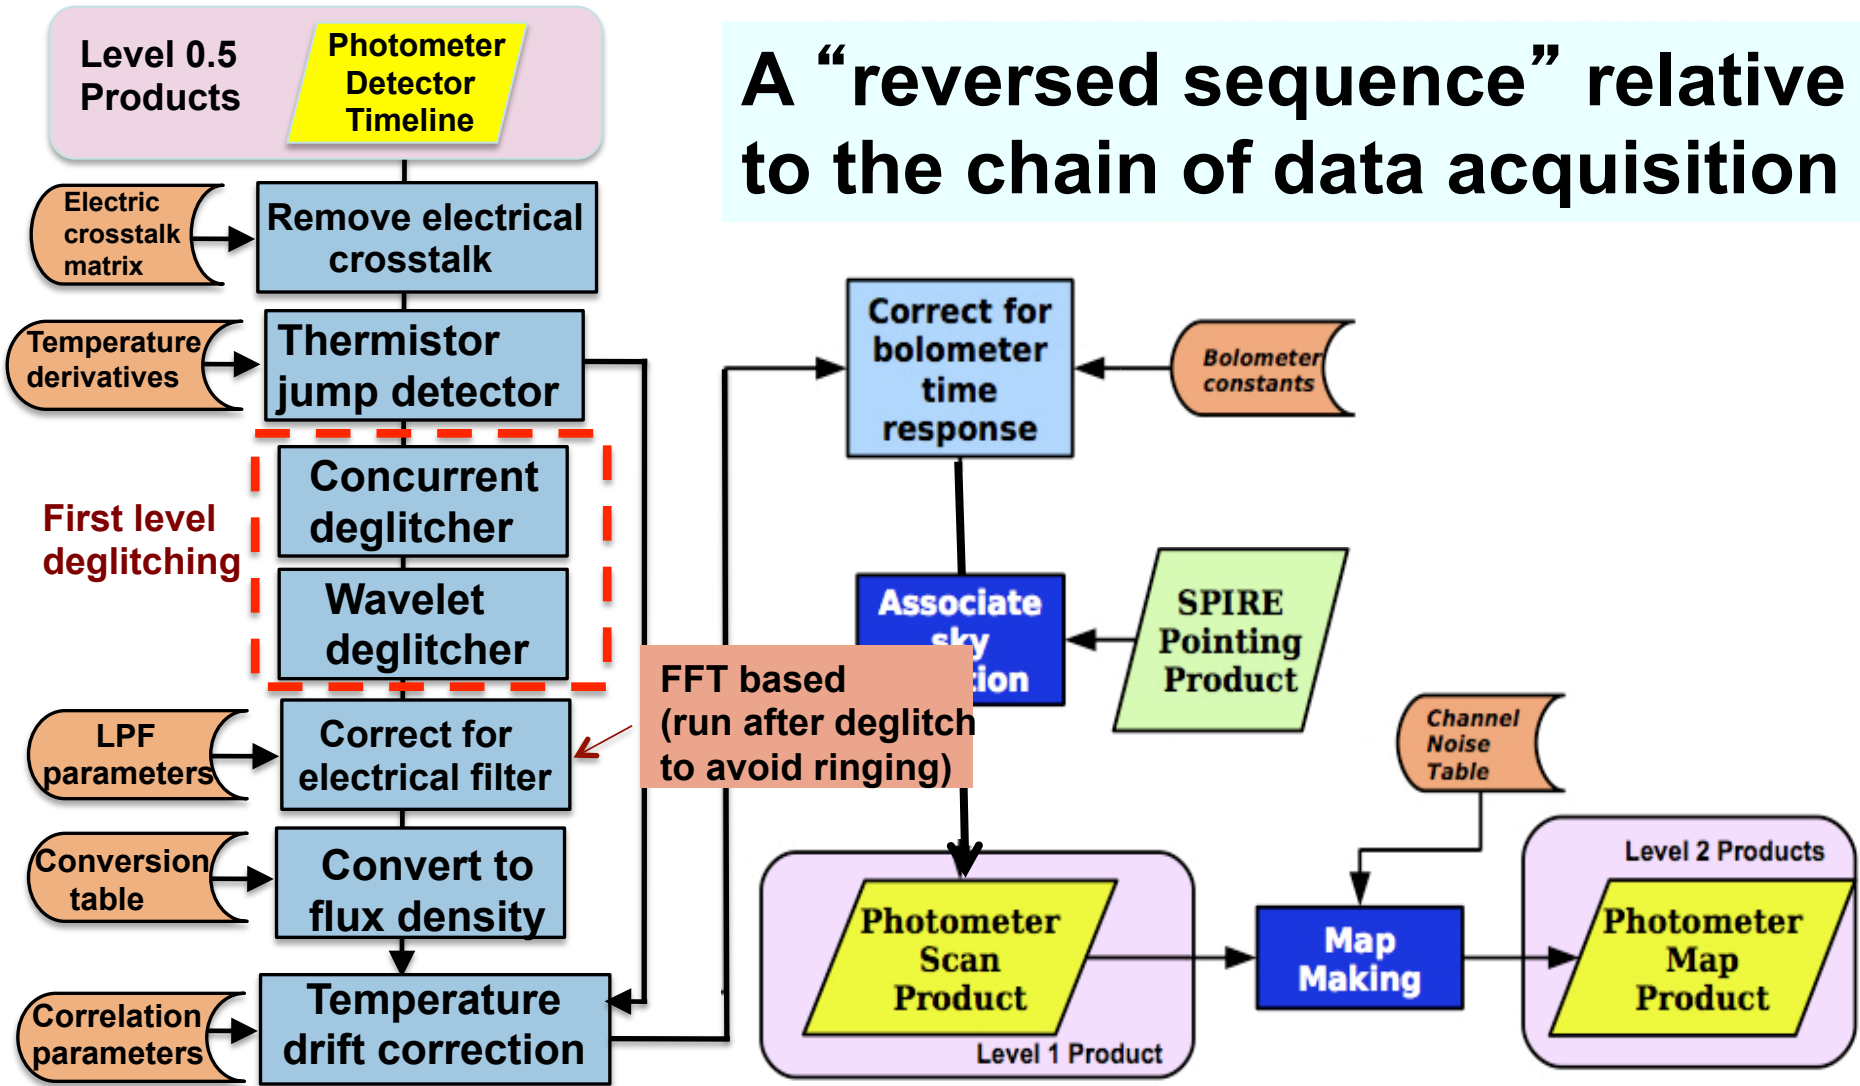 Level 0.5
Products
Photometer
Detector
Timeline
A “reversed sequence” relative
to the chain of data acquisition
Electric
crosstalk
matrix
Remove electrical
crosstalk
Temperature
derivatives
Thermistor
jump detector
First level
deglitching
Concurrent
deglitcher
Wavelet
deglitcher
LPF
parameters
Correct for
electrical filter
FFT based
(run after deglitch
to avoid ringing)
Conversion
table
Convert to
flux density
Correlation
parameters
Temperature
drift correction
Correct for
bolometer
time
response
Bolometer
constants
Associate
sky
SPIRE
Pointing
Product
Channel
Noise
Table
Photometer
Scan
Product
Level 1 Product
Map
Making
Level 2 Products
Photometer
Map
Product